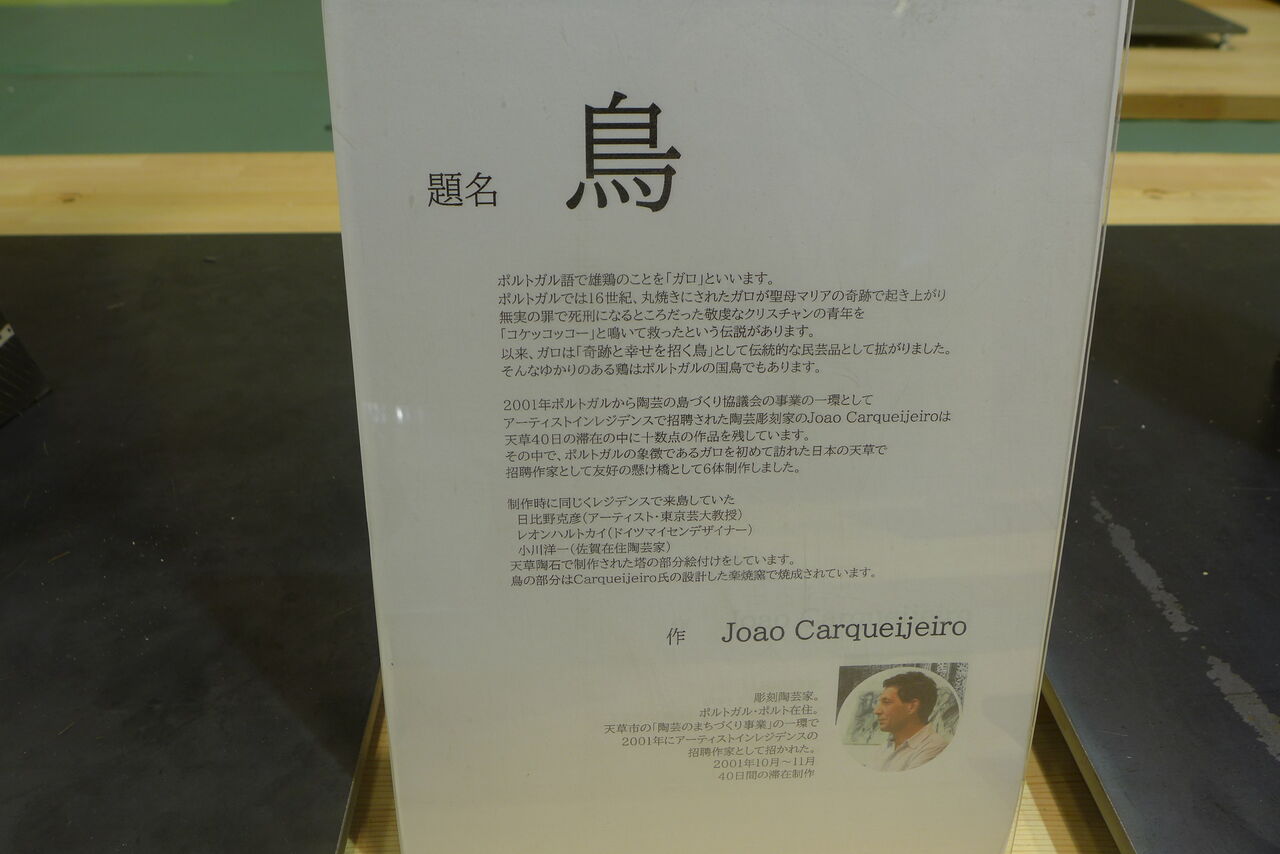 題名 鳥
ポルトガル語で雄鶏のことを「ガロ」といいます。
ポルトガルでは16世紀、丸焼きにされたガロが聖母マリアの奇跡で起き上がり
無実の罪で死刑になるところだった敬虔なクリスチャンの青年を
「コケッコッコー」と鳴いて救ったという伝説があります。
以来、ガロは「奇跡と幸せを招く鳥」として伝統的な民芸品として拡がりました。
そんなゆかりのある鶏はポルトガルの国鳥でもあります。
2001年ポルトガルから陶芸の島づくり協議会の事業の一環として
アーティストインレジデンスで招聘された陶芸彫刻家のJoao Carqueijeiroは
天草40日の滞在の中に十数点の作品を残しています。
その中で、ポルトガルの象徴であるガロを初めて訪れた日本の天草で
招聘作家として友好の懸け橋として6体制作しました。
制作時に同じくレジデンスで来島していた
日比野克彦(アーティスト・東京芸大教授)
レオンハルトカイ(ドイツマイセンデザイナー)
小川洋一(佐賀在住陶芸家)
天草陶石で制作された塔の部分絵付けをしています。
鳥の部分はCarqueijeiro氏の設計した楽焼窯で焼成されています。
作 Joao Carqueijeiro
彫刻陶芸家。
ポルトガル・ポルト在住。
天草市の「陶芸のまちづくり事業」の一環で
2001年にアーティストインレジデンスの
招聘作家として招かれた。
2001年10月～11月
40日間の滞在制作